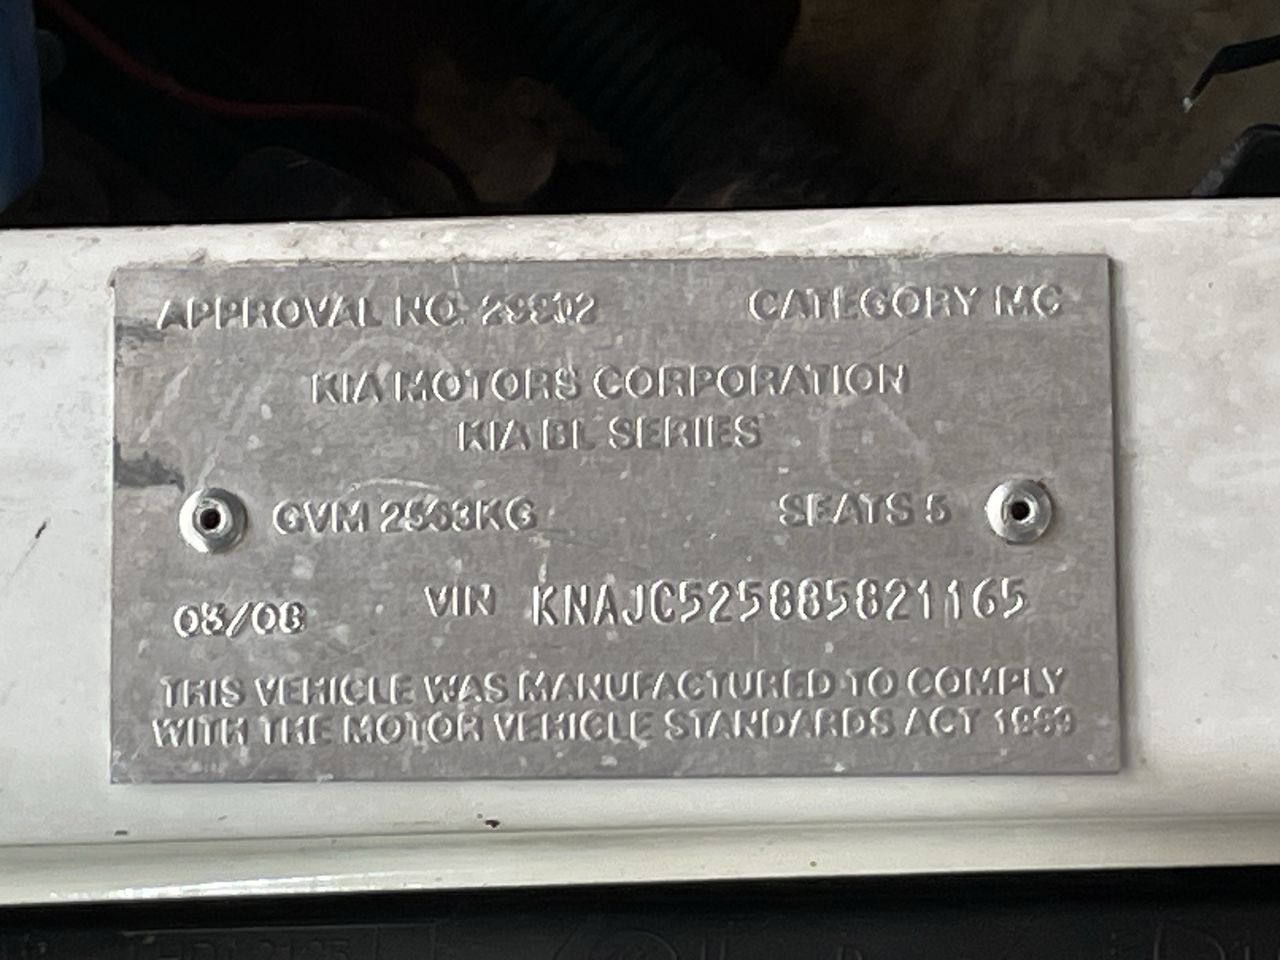 APPROVAL NO. 29802 CATEGORY MC
KIA MOTORS CORPORATION
KIA BL SERIES
GVM 2563KG SEATS 5
08/08 VIN KNAJC525885821165
THIS VEHICLE WAS MANUFACTURED TO COMPLY
WITH THE MOTOR VEHICLE STANDARDS ACT 1989